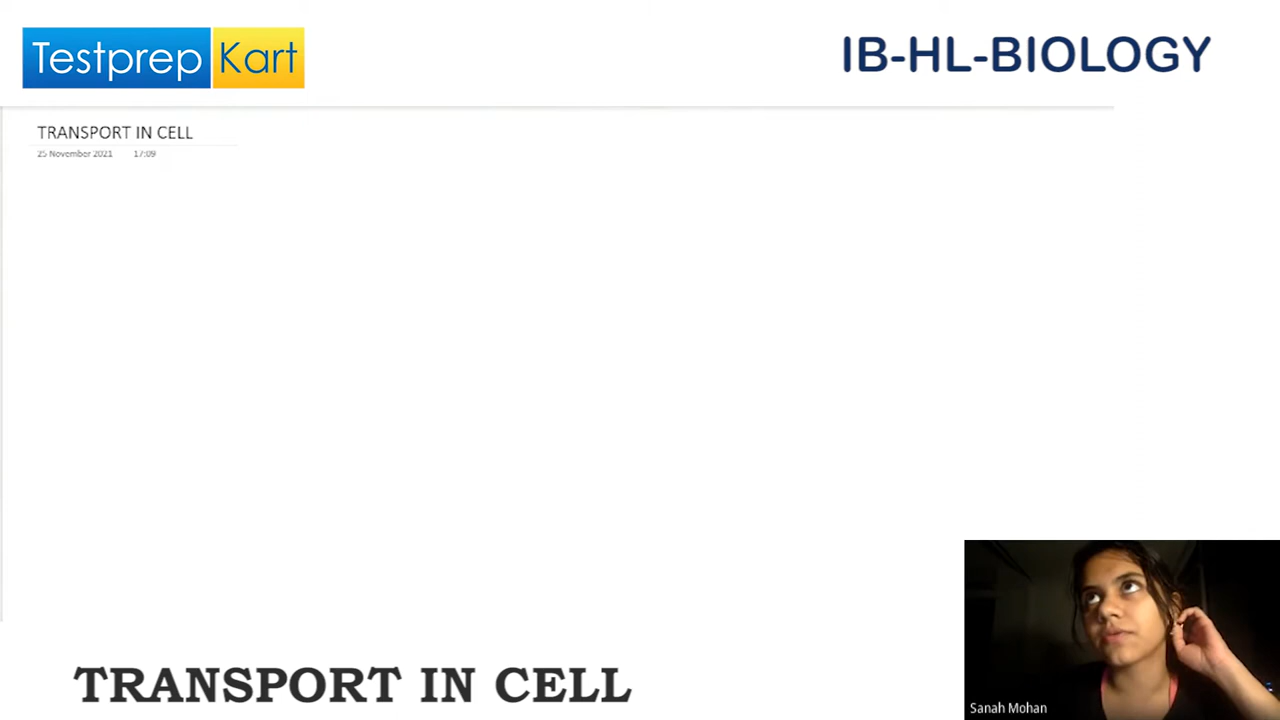 Testprep Kart
IB-HL-BIOLOGY
TRANSPORT IN CELL
25 November 2021 17:09
TRANSPORT IN CELL
Sanah Mohan